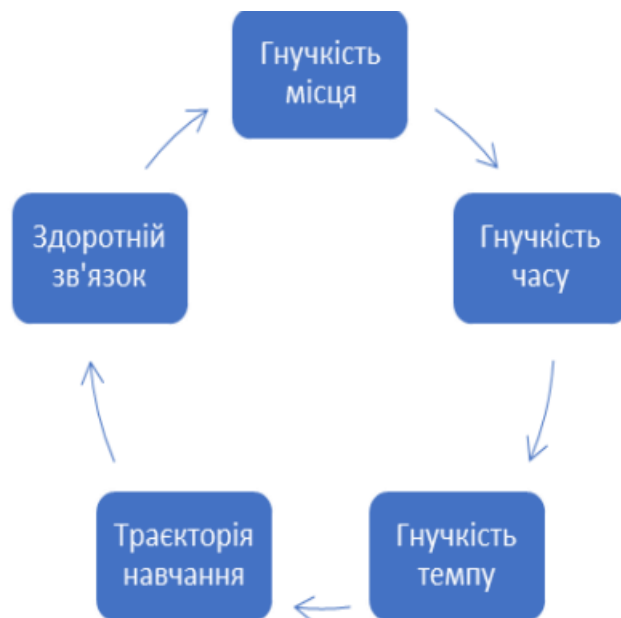 Гнучкість
місця
Гнучкість
часу
Гнучкість
темпу
Траєкторія
навчання
Здоротній
зв'язок